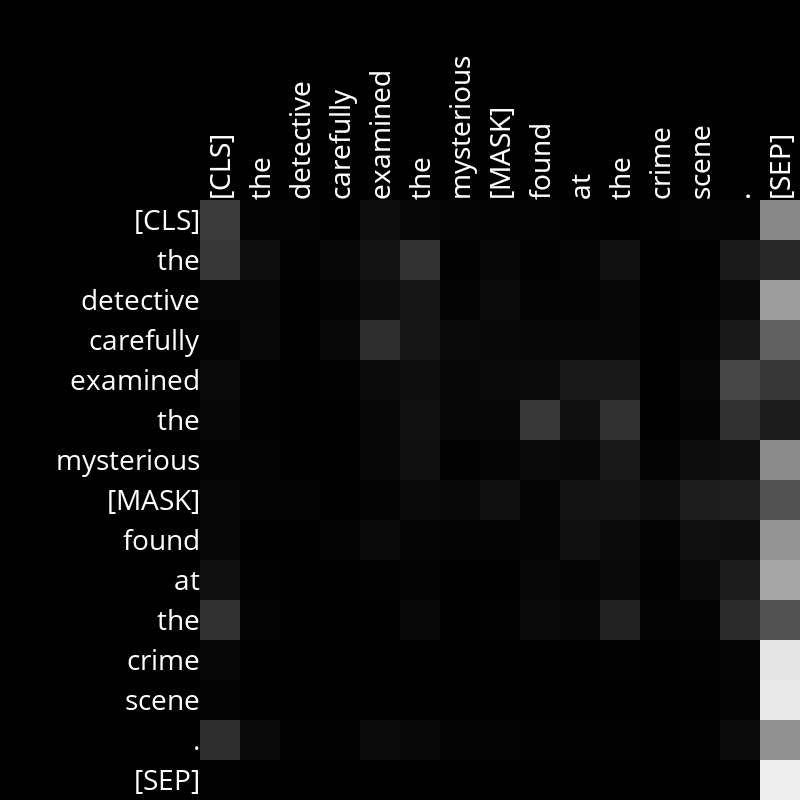 [CLS] the detective carefully examined the mysterious [MASK] found at the crime scene . [SEP]
[CLS]
the
detective
carefully
examined
the
mysterious
[MASK]
found
at
the
crime
scene
.
[SEP]